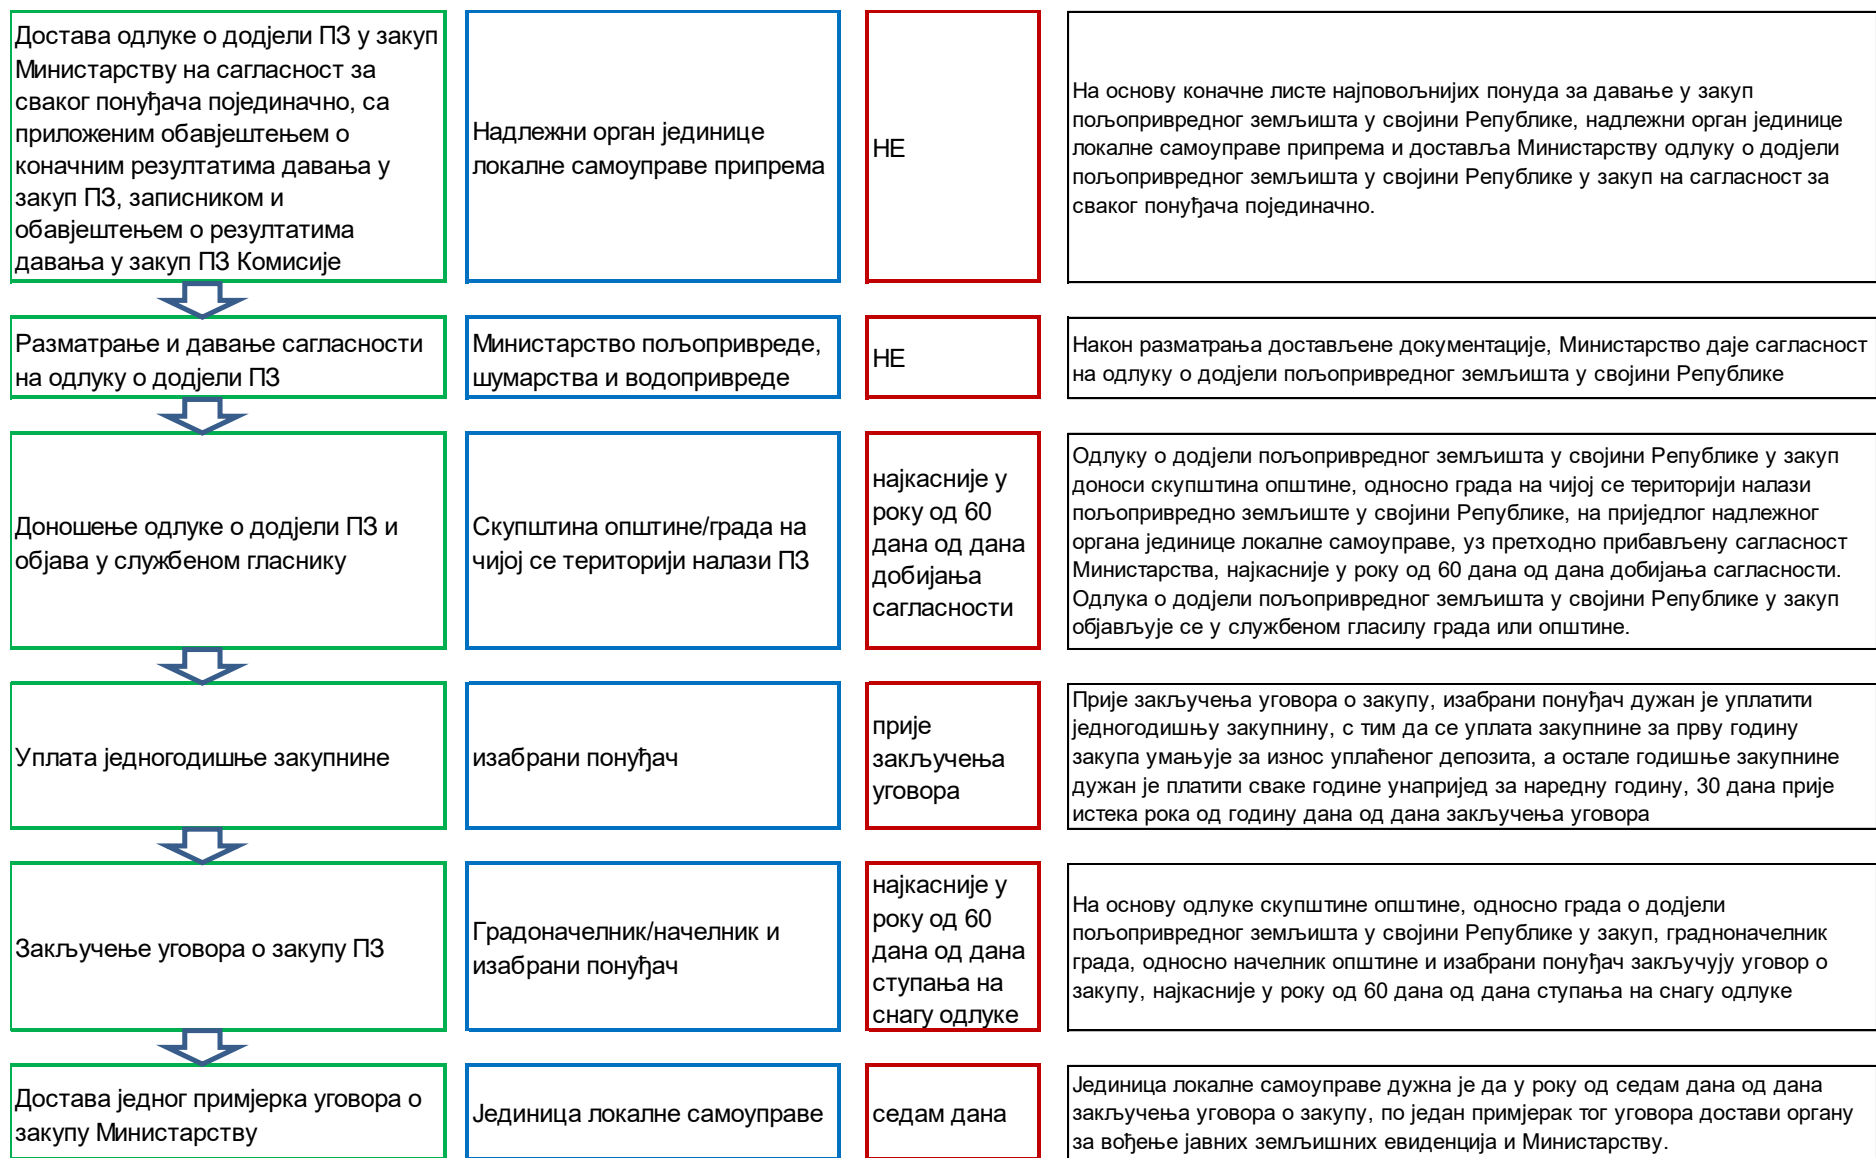 Достава одлуке о додјели ПЗ у закуп
Министарству на сагласност за
сваког понуђача појединачно, са
приложеним обавјештењем о
коначним резултатима давања у
закуп ПЗ, записником и
обавјештењем о резултатима
давања у закуп ПЗ Комисије
Надлежни орган јединице
локалне самоуправе припрема
НЕ
На основу коначне листе најповољнијих понуда за давање у закуп
пољопривредног земљишта у својини Републике, надлежни орган јединице
локалне самоуправе припрема и доставља Министарству одлуку о додјели
пољопривредног земљишта у својини Републике у закуп на сагласност за
сваког понуђача појединачно.
Разматрање и давање сагласности
на одлуку о додјели ПЗ
Министарство пољопривреде,
шумарства и водопривреде
НЕ
Након разматрања достављене документације, Министарство даје сагласност
на одлуку о додјели пољопривредног земљишта у својини Републике
Доношење одлуке о додјели ПЗ и
објава у службеном гласнику
Скупштина општине/града на
чијој се територији налази ПЗ
најкасније у
року од 60
дана од дана
добијања
сагласности
Одлуку о додјели пољопривредног земљишта у својини Републике у закуп
доноси скупштина општине, односно града на чијој се територији налази
пољопривредно земљиште у својини Републике, на приједлог надлежног
органа јединице локалне самоуправе, уз претходно прибављену сагласност
Министарства, најкасније у року од 60 дана од дана добијања сагласности.
Одлука о додјели пољопривредног земљишта у својини Републике у закуп
објављује се у службеном гласилу града или општине.
Уплата једногодишње закупнине
изабрани понуђач
прије
закључења
уговора
Прије закључења уговора о закупу, изабрани понуђач дужан је уплатити
једногодишњу закупнину, с тим да се уплата закупнине за прву годину
закупа умањује за износ уплаћеног депозита, а остале годишње закупнине
дужан је платити сваке године унапријед за наредну годину, 30 дана прије
истека рока од годину дана од дана закључења уговора
Закључење уговора о закупу ПЗ
Градоначелник/начелник и
изабрани понуђач
најкасније у
року од 60
дана од дана
ступања на
снагу одлуке
На основу одлуке скупштине општине, односно града о додјели
пољопривредног земљишта у својини Републике у закуп, градноначелник
града, односно начелник општине и изабрани понуђач закључују уговор о
закупу, најкасније у року од 60 дана од дана ступања на снагу одлуке
Достава једног примјерка уговора о
закупу Министарству
Јединица локалне самоуправе
седам дана
Јединица локалне самоуправе дужна је да у року од седам дана од дана
закључења уговора о закупу, по један примјерак тог уговора достави органу
за вођење јавних земљишних евиденција и Министарству.